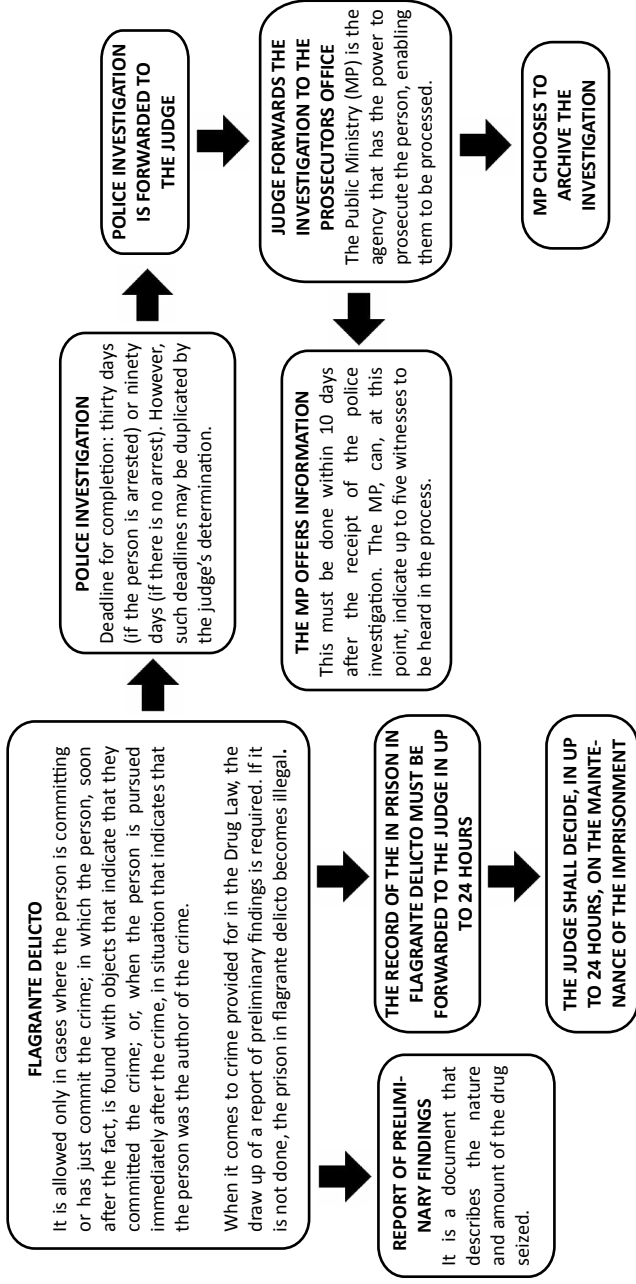 FLAGRANTE DELICTO
It is allowed only in cases where the person is committing
or has just commit the crime; in which the person, soon
after the fact, is found with objects that indicate that they
committed the crime; or, when the person is pursued
immediately after the crime, in situation that indicates that
the person was the author of the crime.
When it comes to crime provided for in the Drug Law, the
draw up of a report of preliminary findings is required. If it
is not done, the prison in flagrante delicto becomes illegal.
REPORT OF PRELIMI-
NARY FINDINGS
It is a document that
describes the nature
and amount of the drug
seized.
THE RECORD OF THE IN PRISON IN
FLAGRANTE DELICTO MUST BE
FORWARDED TO THE JUDGE IN UP
TO 24 HOURS
THE JUDGE SHALL DECIDE, IN UP
TO 24 HOURS, ON THE MAINTE-
NANCE OF THE IMPRISONMENT
POLICE INVESTIGATION
Deadline for completion: thirty days
(if the person is arrested) or ninety
days (if there is no arrest). However,
such deadlines may be duplicated by
the judge's determination.
POLICE INVESTIGATION
IS FORWARDED TO
THE JUDGE
JUDGE FORWARDS THE
INVESTIGATION TO THE
PROSECUTORS OFFICE
The Public Ministry (MP) is the
agency that has the power to
prosecute the person, enabling
them to be processed.
THE MP OFFERS INFORMATION
This must be done within 10 days
after the receipt of the police
investigation. The MP, can, at this
point, indicate up to five witnesses to
be heard in the process.
MP CHOOSES TO
ARCHIVE THE
INVESTIGATION